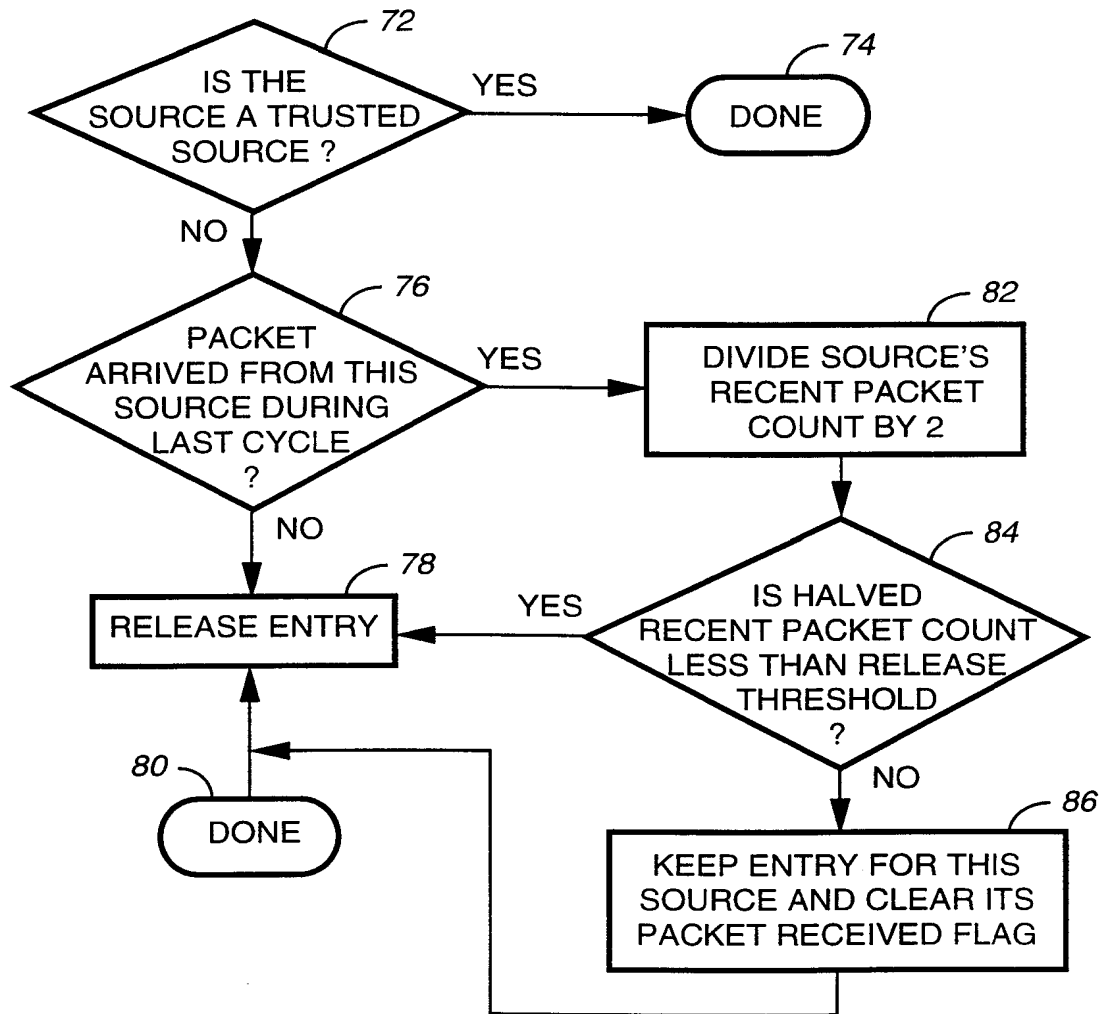 72
IS THE
SOURCE A TRUSTED
SOURCE ?
YES
74
DONE
NO
76
PACKET
ARRIVED FROM THIS
SOURCE DURING
LAST CYCLE
?
YES
82
DIVIDE SOURCE'S
RECENT PACKET
COUNT BY 2
NO
78
RELEASE ENTRY
YES
84
IS HALVED
RECENT PACKET COUNT
LESS THAN RELEASE
THRESHOLD
?
80
DONE
NO
86
KEEP ENTRY FOR THIS
SOURCE AND CLEAR ITS
PACKET RECEIVED FLAG